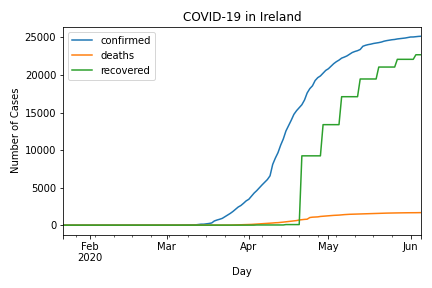 COVID-19 in Ireland
confirmed
deaths
recovered
Number of Cases
25000
20000
15000
10000
5000
0
Feb
2020
Mar
Apr
May
Jun
Day